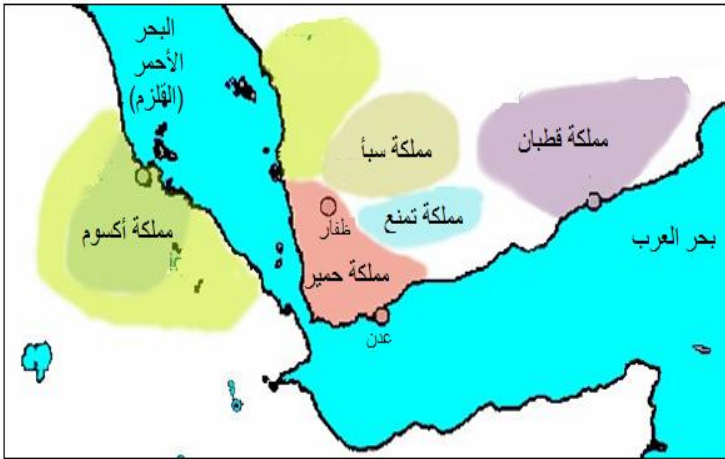 البحر
الأحمر
(القلزم)
مملكة سبأ
مملكة قطبان
مملكة تمنع
ظفار
مملكة أكسوم
مملكة حمير
بحر العرب
عدن